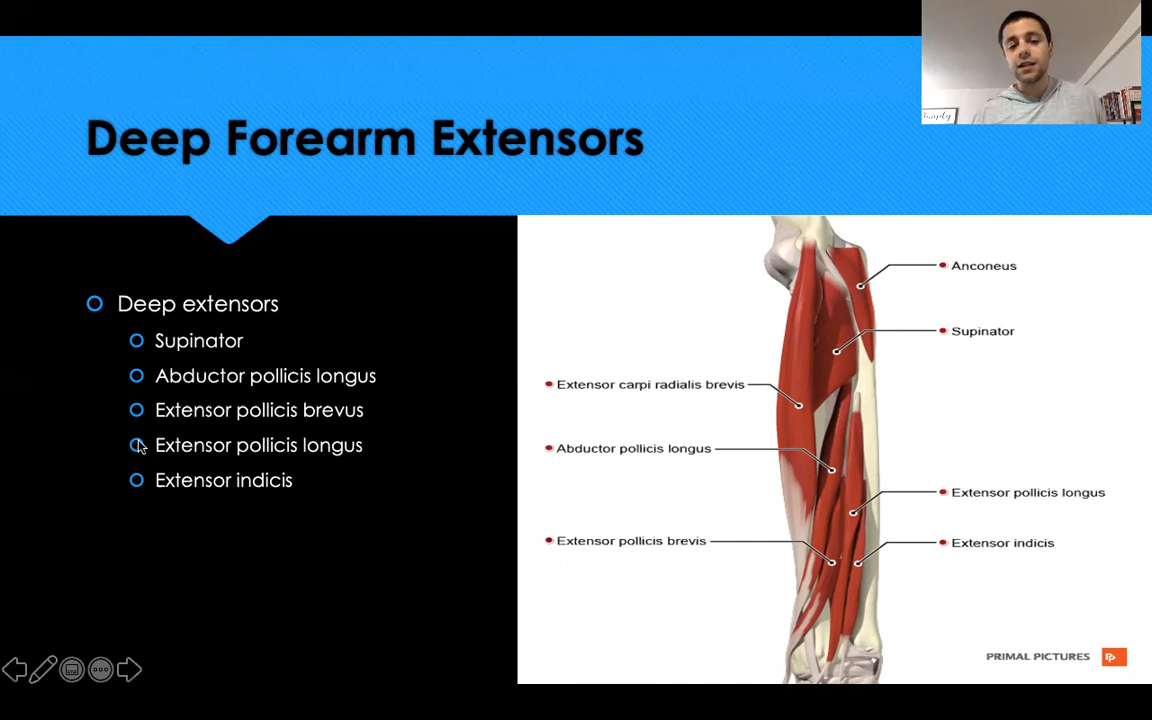 Simply
Deep Forearm Extensors
Deep extensors
Supinator
Abductor pollicis longus
Extensor pollicis brevus
Extensor pollicis longus
Extensor indicis
Anconeus
Supinator
Extensor carpi radialis brevis
Abductor pollicis longus
Extensor pollicis longus
Extensor pollicis brevis
Extensor indicis
PRIMAL PICTURES